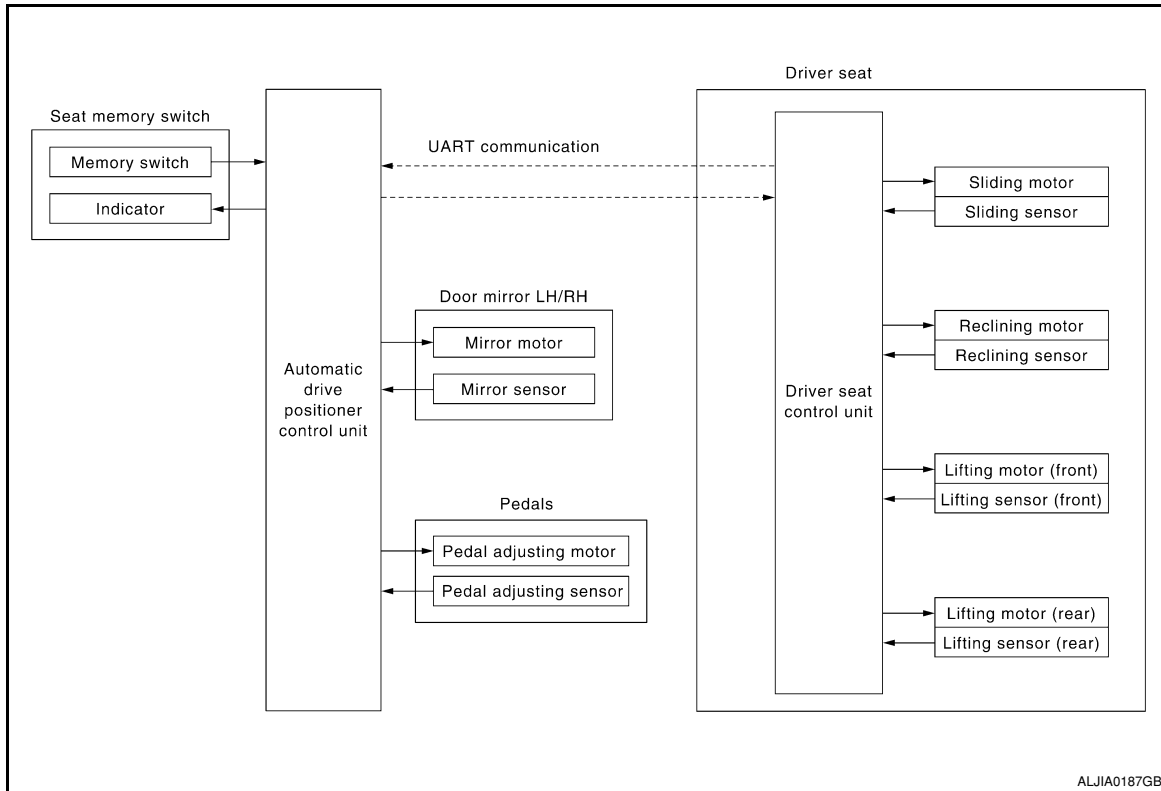 Driver seat
Seat memory switch
Memory switch
Indicator
UART communication
Sliding motor
Sliding sensor
Door mirror LH/RH
Mirror motor
Mirror sensor
Reclining motor
Reclining sensor
Automatic
drive
positioner
control unit
Driver seat
control unit
Lifting motor (front)
Lifting sensor (front)
Pedals
Pedal adjusting motor
Pedal adjusting sensor
Lifting motor (rear)
Lifting sensor (rear)
ALJIA0187GB